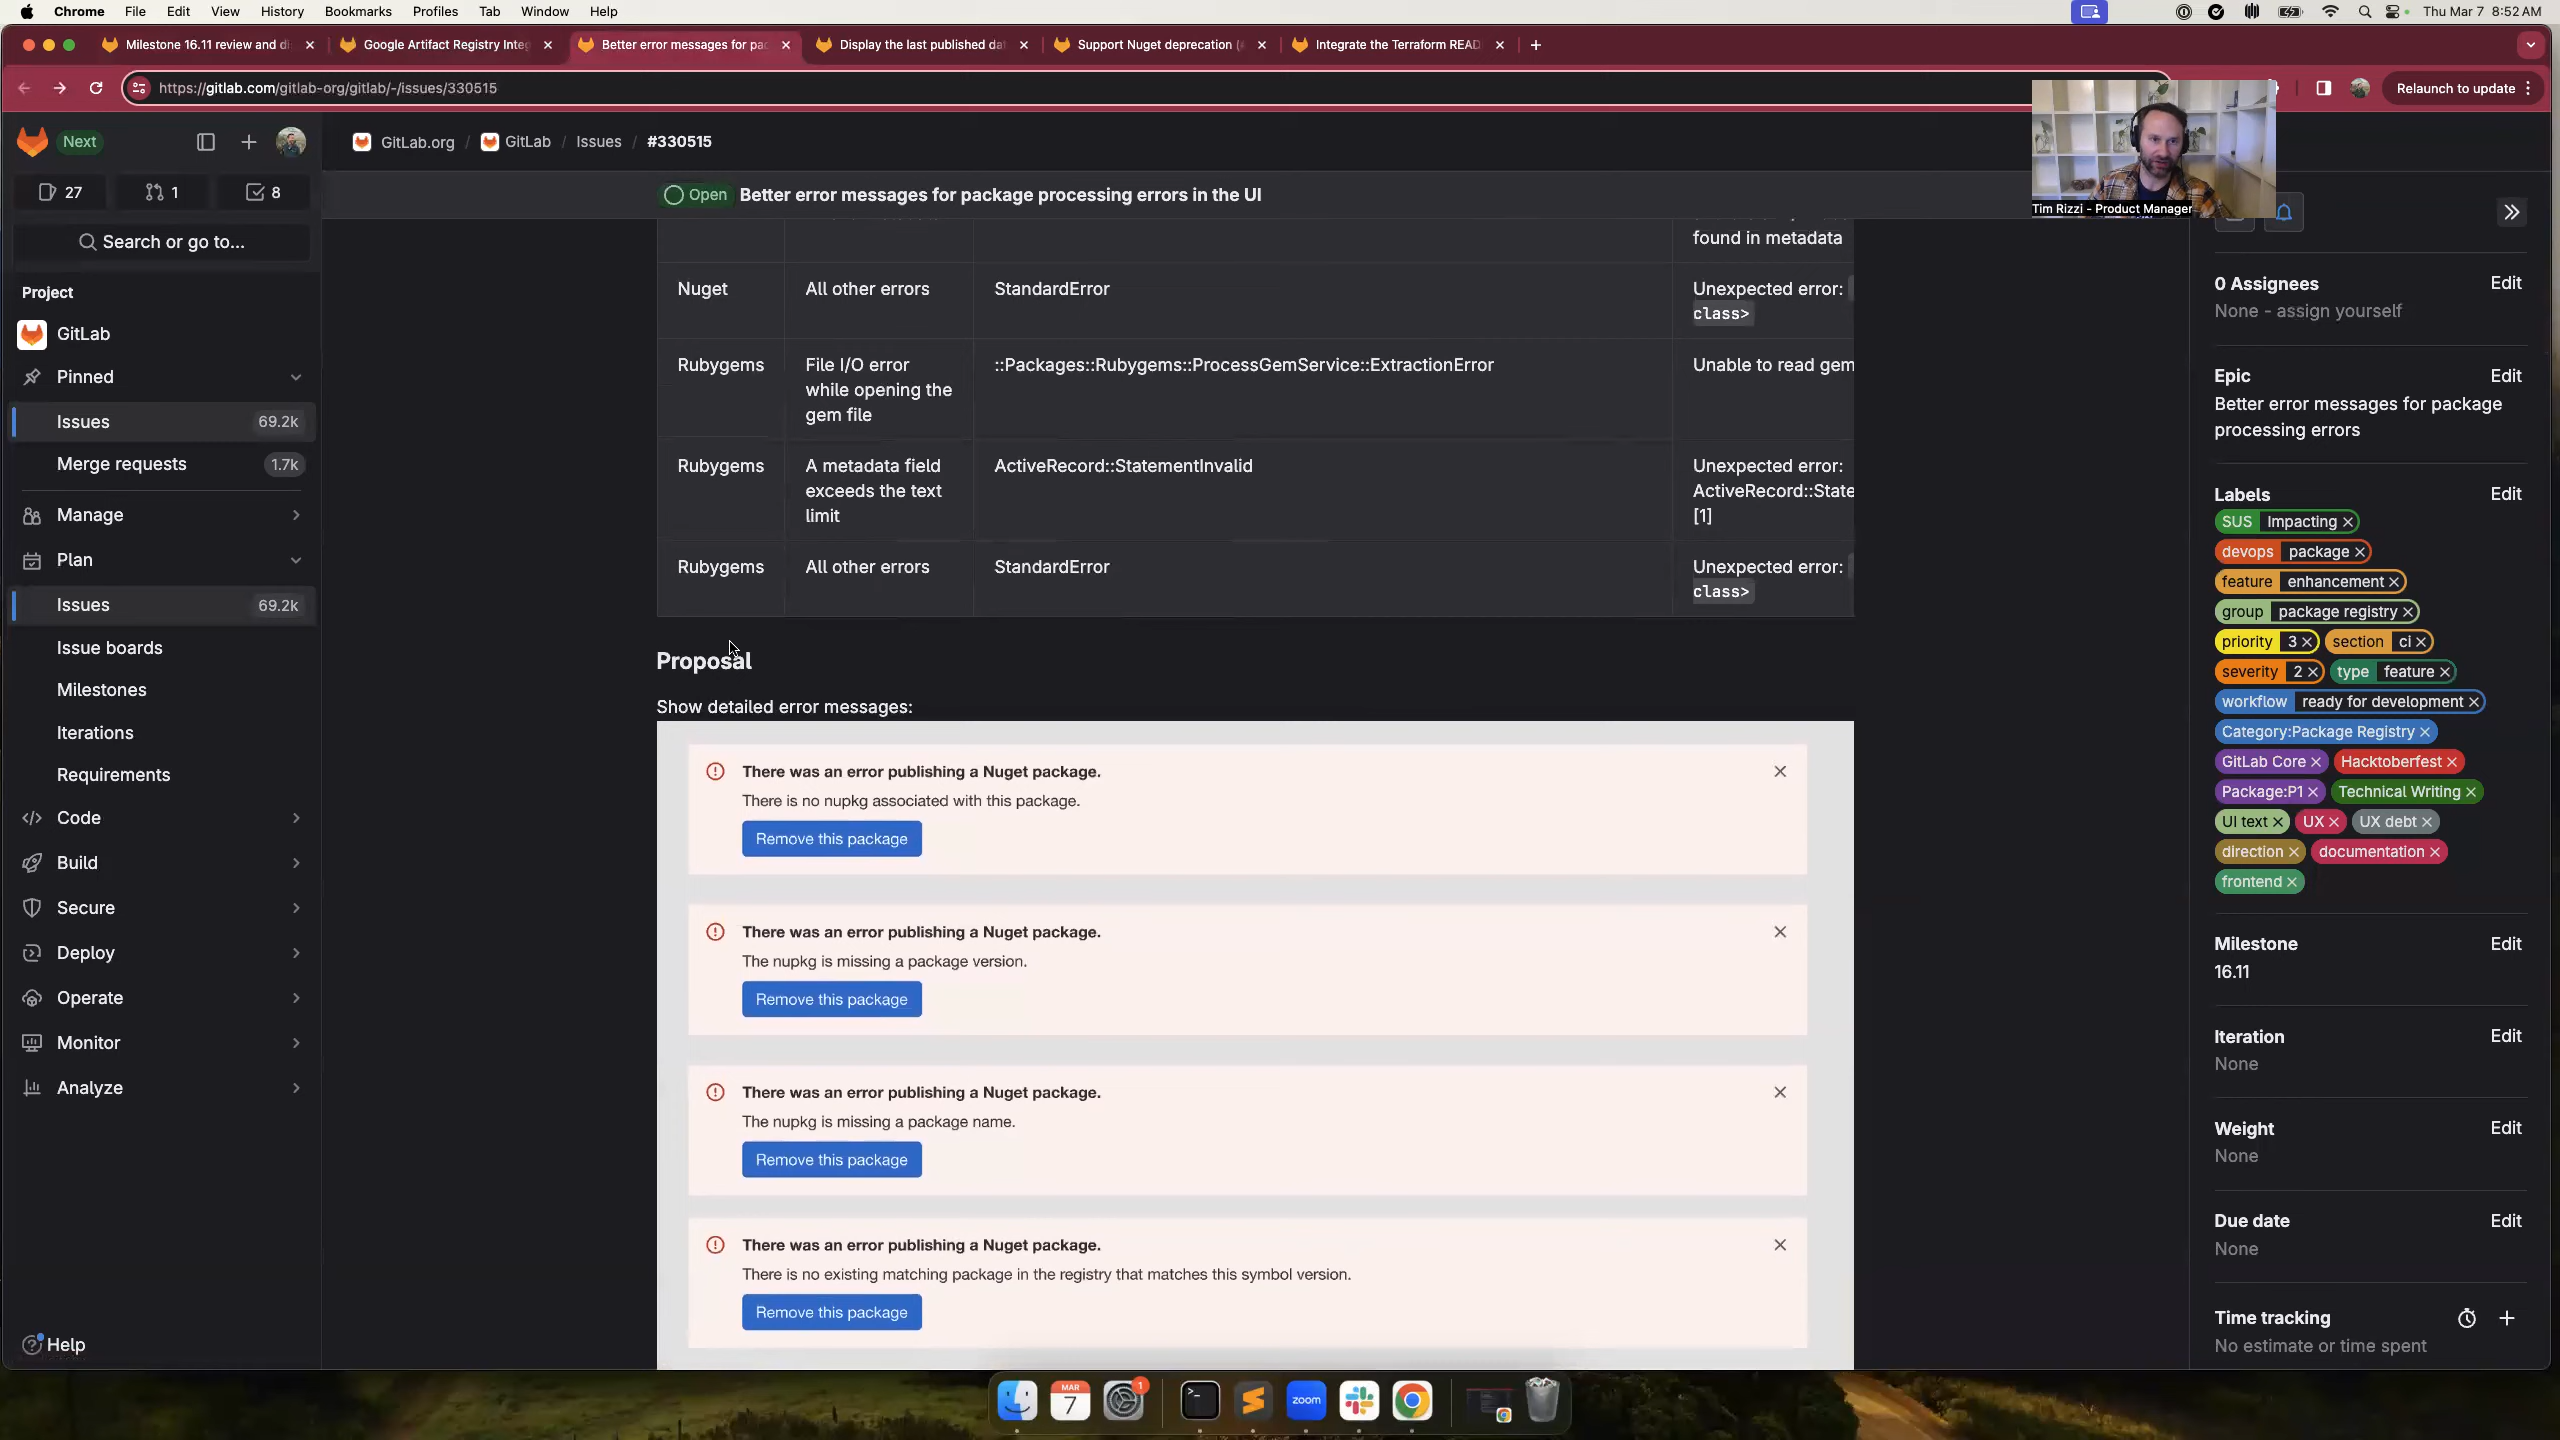 Chrome File Edit View History Bookmarks Profiles Tab Window Help
Thu Mar 7 8:52 AM
Milestone 16.11 review and di
Google Artifact Registry Inte
Better error messages for pac
Display the last published da
Support Nuget deprecation (
Integrate the Terraform READ
https://gitlab.com/gitlab-org/gitlab/-/issues/330515
Relaunch to update
Next
GitLab.org / GitLab / Issues / #330515
27 1 8
Search or go to...
Open Better error messages for package processing errors in the UI
Tim Rizzi - Product Manager
Project
GitLab
Pinned
Issues 69.2k
Merge requests 1.7k
Manage
Plan
Issues 69.2k
Issue boards
Milestones
Iterations
Requirements
Code
Build
Secure
Deploy
Operate
Monitor
Analyze
Help
found in metadata
Nuget All other errors StandardError Unexpected error:
class>
Rubygems File I/O error ::Packages::Rubygems::ProcessGemService::ExtractionError Unable to read gem
while opening the
gem file
Rubygems A metadata field ActiveRecord::StatementInvalid Unexpected error:
exceeds the text ActiveRecord::State
limit [1]
Rubygems All other errors StandardError Unexpected error:
class>
Proposal
Show detailed error messages:
There was an error publishing a Nuget package.
There is no nupkg associated with this package.
Remove this package
There was an error publishing a Nuget package.
The nupkg is missing a package version.
Remove this package
There was an error publishing a Nuget package.
The nupkg is missing a package name.
Remove this package
There was an error publishing a Nuget package.
There is no existing matching package in the registry that matches this symbol version.
Remove this package
0 Assignees Edit
None - assign yourself
Epic Edit
Better error messages for package
processing errors
Labels Edit
SUS Impacting
devops package
feature enhancement
group package registry
priority 3 section ci
severity 2 type feature
workflow ready for development
Category:Package Registry
GitLab Core Hacktoberfest
Package:P1 Technical Writing
UI text UX UX debt
direction documentation
frontend
Milestone Edit
16.11
Iteration Edit
None
Weight Edit
None
Due date Edit
None
Time tracking
No estimate or time spent
MAR
7
1
zoom